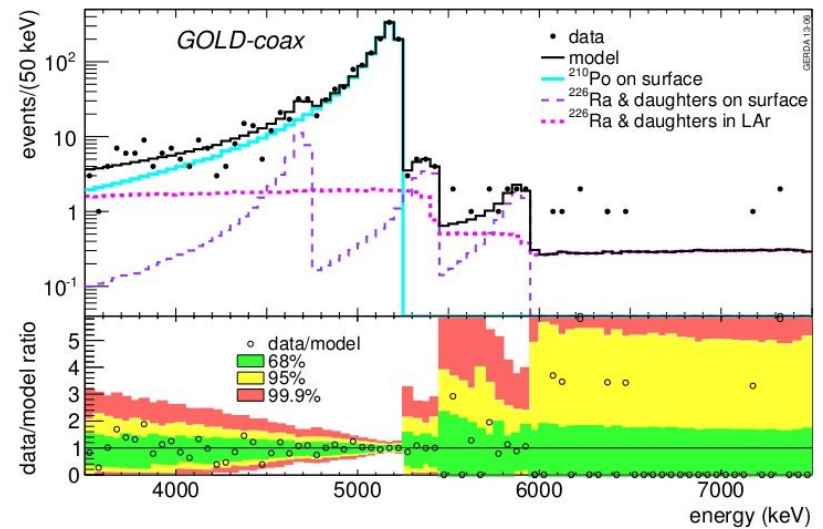 GOLD-coax
data
model
²¹⁰Po on surface
²²⁶Ra & daughters on surface
²²⁶Ra & daughters in LAr
GERDA 13-06
events/(50 keV)
10²
10
1
10⁻¹
data/model
68%
95%
99.9%
data/model ratio
5
4
3
2
1
0
4000 5000 6000 7000
energy (keV)